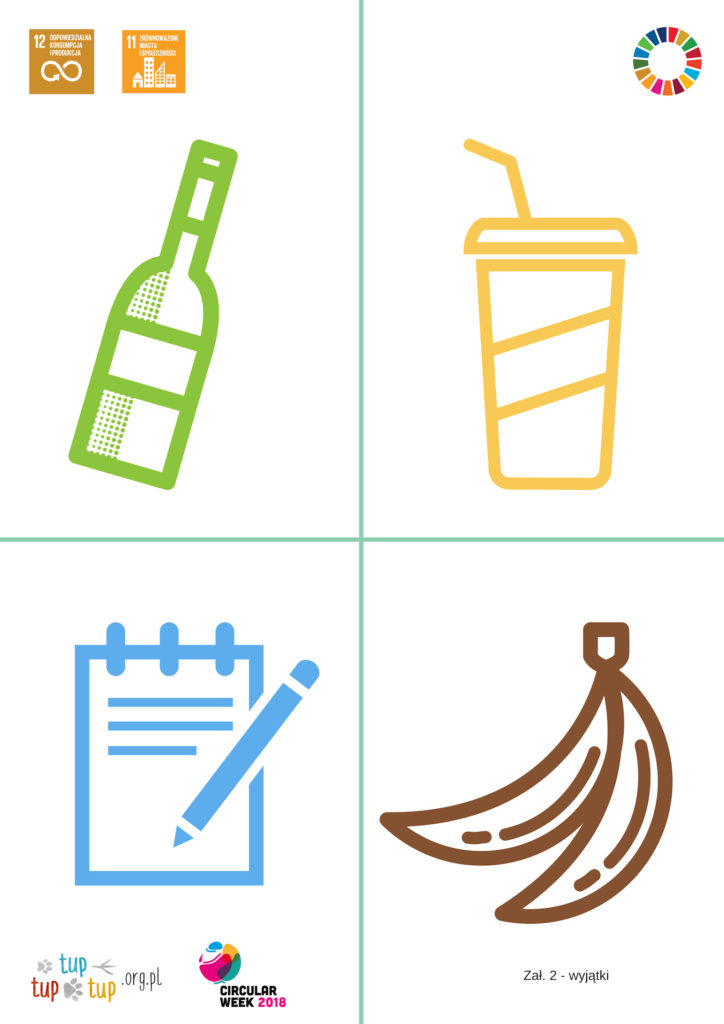 12 ODPOWIEDZIALNA
KONSUMPCJA
I PRODUKCJA
11 ZRÓWNOWAŻONE
MIASTA
I SPOŁECZNOŚCI
tup
tup tup .org.pl
CIRCULAR
WEEK 2018
Zał. 2 - wyjątki